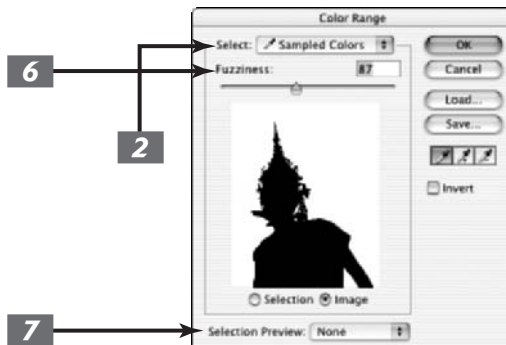 Color Range
Select: Sampled Colors
OK
6
Fuzziness: 87
Cancel
Load...
2
Save...
Invert
Selection Image
7
Selection Preview: None